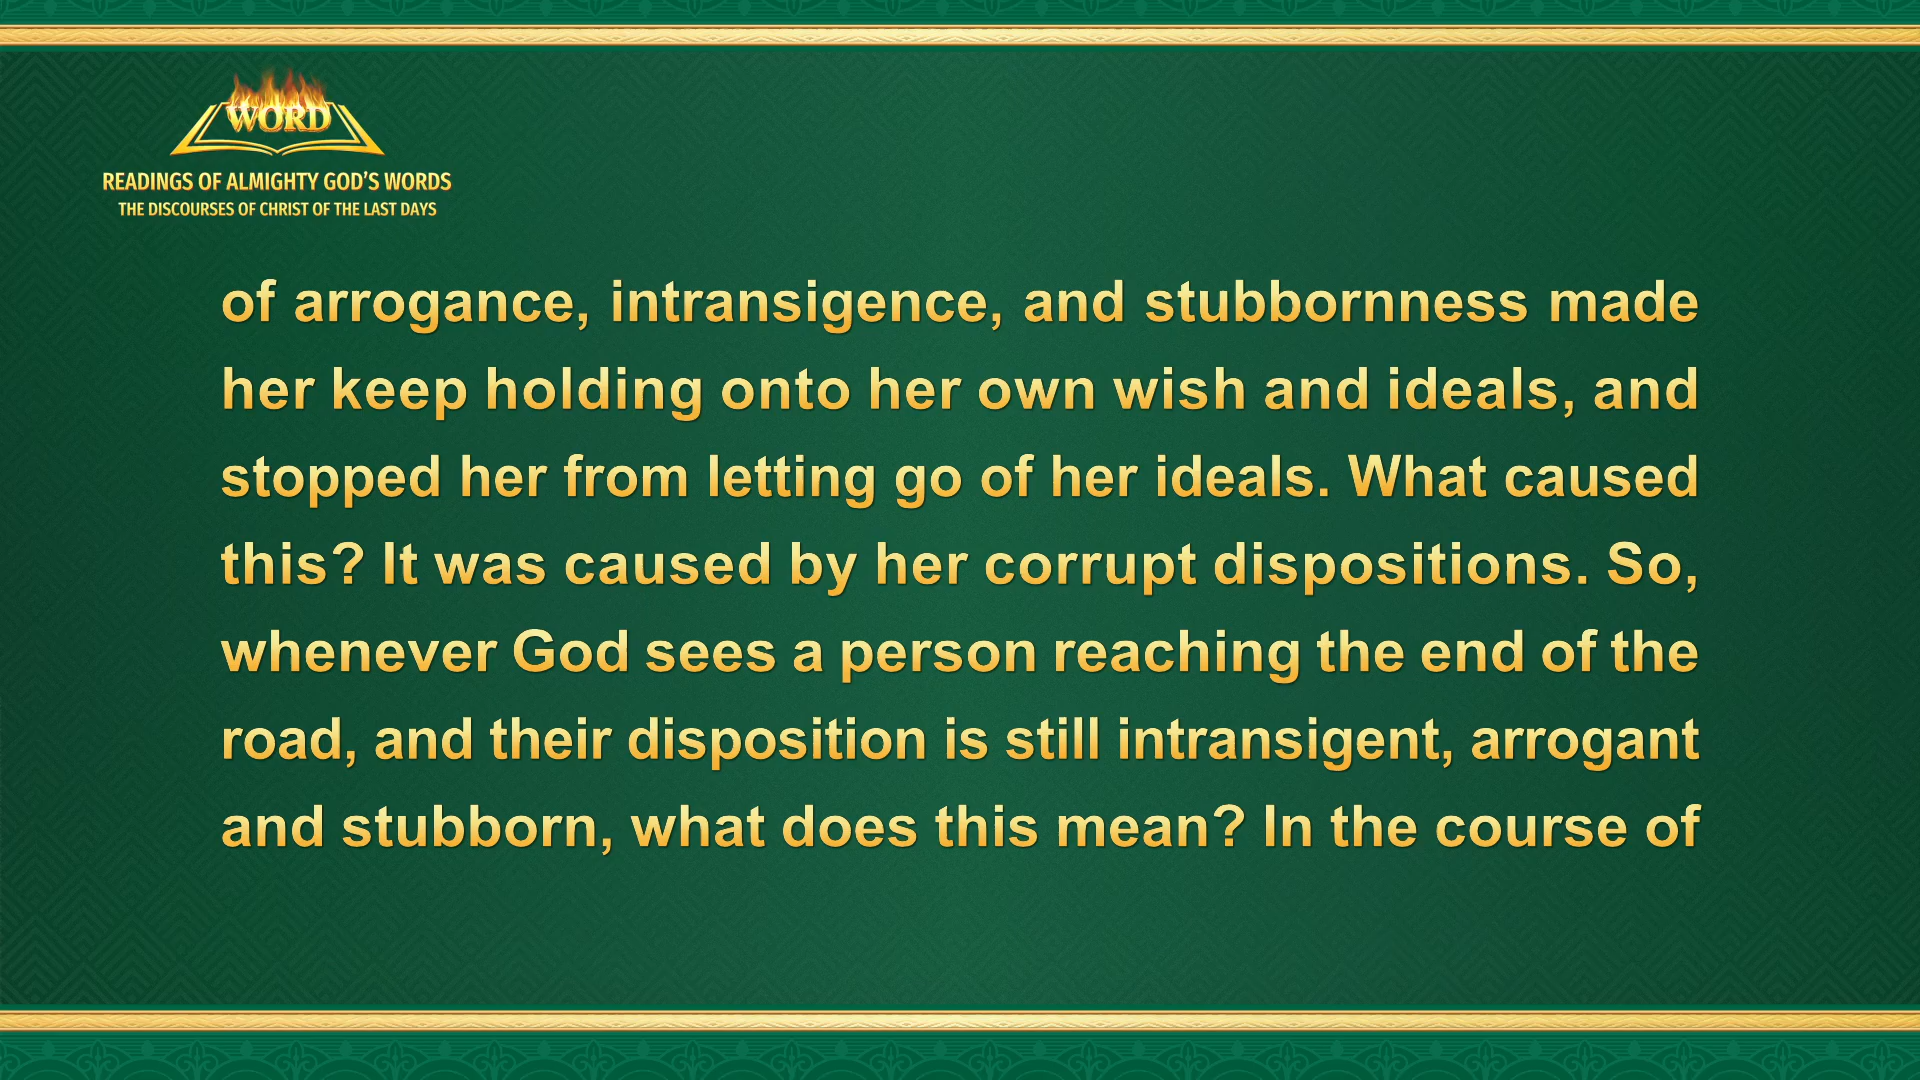 WORD
READINGS OF ALMIGHTY GOD'S WORDS
THE DISCOURSES OF CHRIST OF THE LAST DAYS
of arrogance, intransigence, and stubbornness made
her keep holding onto her own wish and ideals, and
stopped her from letting go of her ideals. What caused
this? It was caused by her corrupt dispositions. So,
whenever God sees a person reaching the end of the
road, and their disposition is still intransigent, arrogant
and stubborn, what does this mean? In the course of